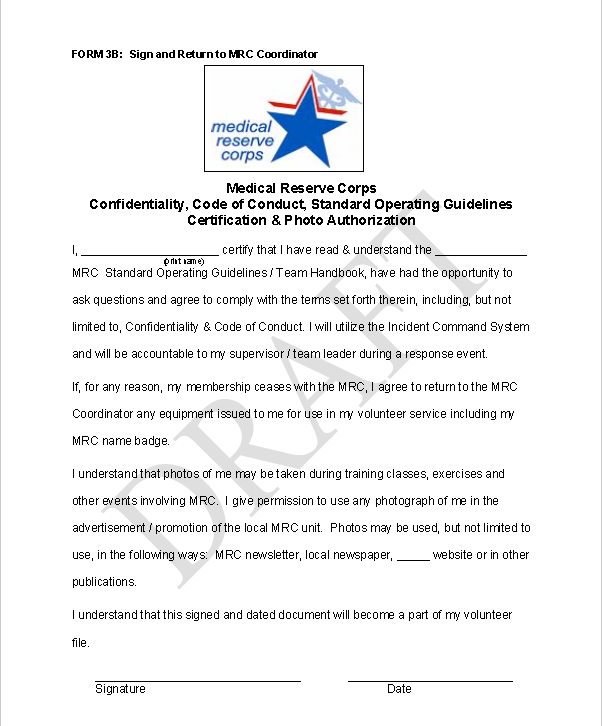 FORM 3B: Sign and Return to MRC Coordinator
medical
reserve
corps
Medical Reserve Corps
Confidentiality, Code of Conduct, Standard Operating Guidelines
Certification & Photo Authorization
I, _____________________ certify that I have read & understand the ______________
(print name)
MRC Standard Operating Guidelines / Team Handbook, have had the opportunity to
ask questions and agree to comply with the terms set forth therein, including, but not
limited to, Confidentiality & Code of Conduct. I will utilize the Incident Command System
and will be accountable to my supervisor / team leader during a response event.
If, for any reason, my membership ceases with the MRC, I agree to return to the MRC
Coordinator any equipment issued to me for use in my volunteer service including my
MRC name badge.
I understand that photos of me may be taken during training classes, exercises and
other events involving MRC. I give permission to use any photograph of me in the
advertisement / promotion of the local MRC unit. Photos may be used, but not limited to
use, in the following ways: MRC newsletter, local newspaper, _____ website or in other
publications.
I understand that this signed and dated document will become a part of my volunteer
file.
Signature Date
DRAFT